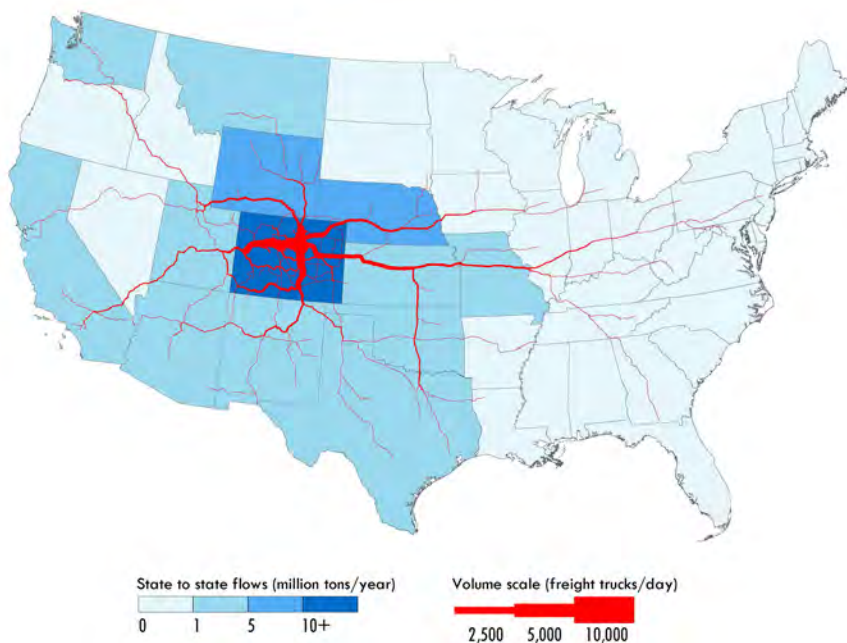 State to state flows (million tons/year)
0 1 5 10+
Volume scale (freight trucks/day)
2,500 5,000 10,000